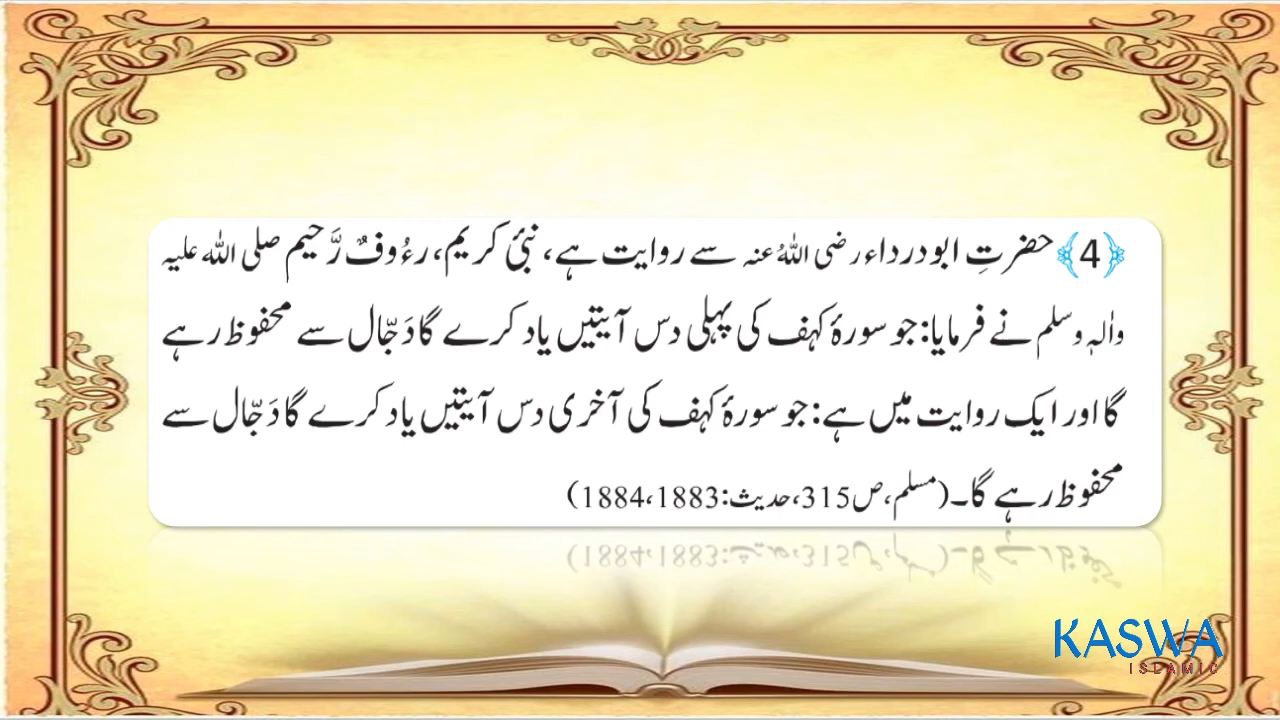 ﴿4﴾ حضرتِ ابودرداء رضی اللہُ عنہ سے روایت ہے، نبیِّ کریم، رءُوفٌ رَّحیم صلی اللہ علیہ
واٰلہٖ وسلم نے فرمایا: جو سورۂ کہف کی پہلی دس آیتیں یاد کرے گا دَجّال سے محفوظ رہے
گا اور ایک روایت میں ہے: جو سورۂ کہف کی آخری دس آیتیں یاد کرے گا دَجّال سے
محفوظ رہے گا۔ (مسلم، ص315، حدیث: 1883، 1884)
KASWA
ISLAMIC